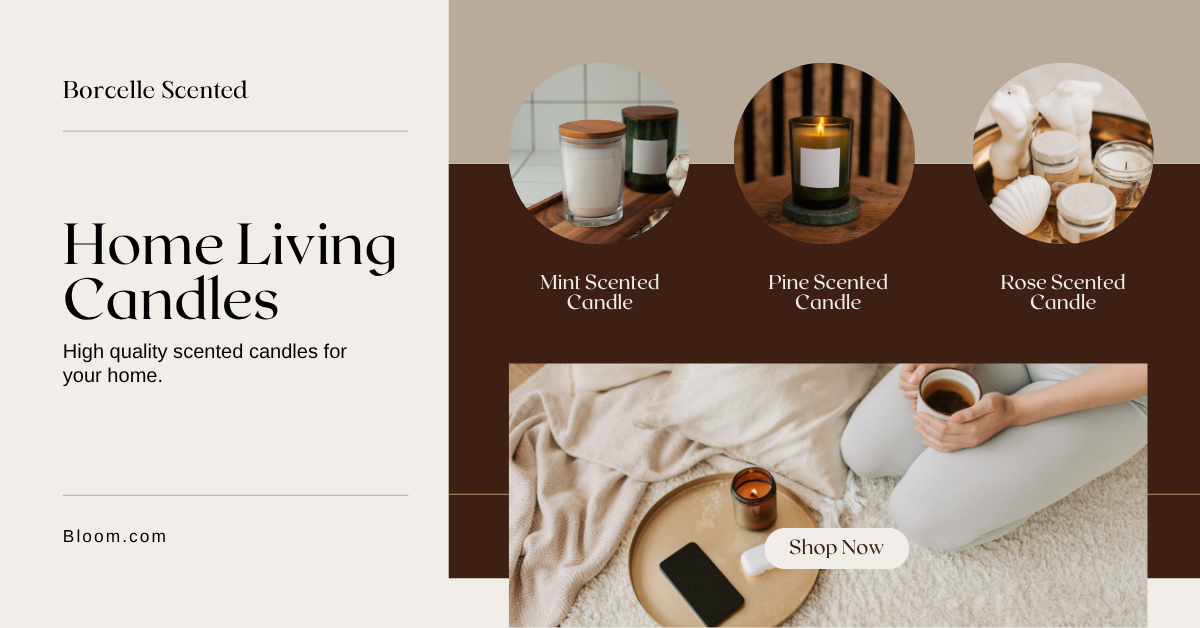 Borcelle Scented
Home Living
Candles
High quality scented candles for
your home.
Bloom.com
Mint Scented
Candle
Pine Scented
Candle
Rose Scented
Candle
Shop Now